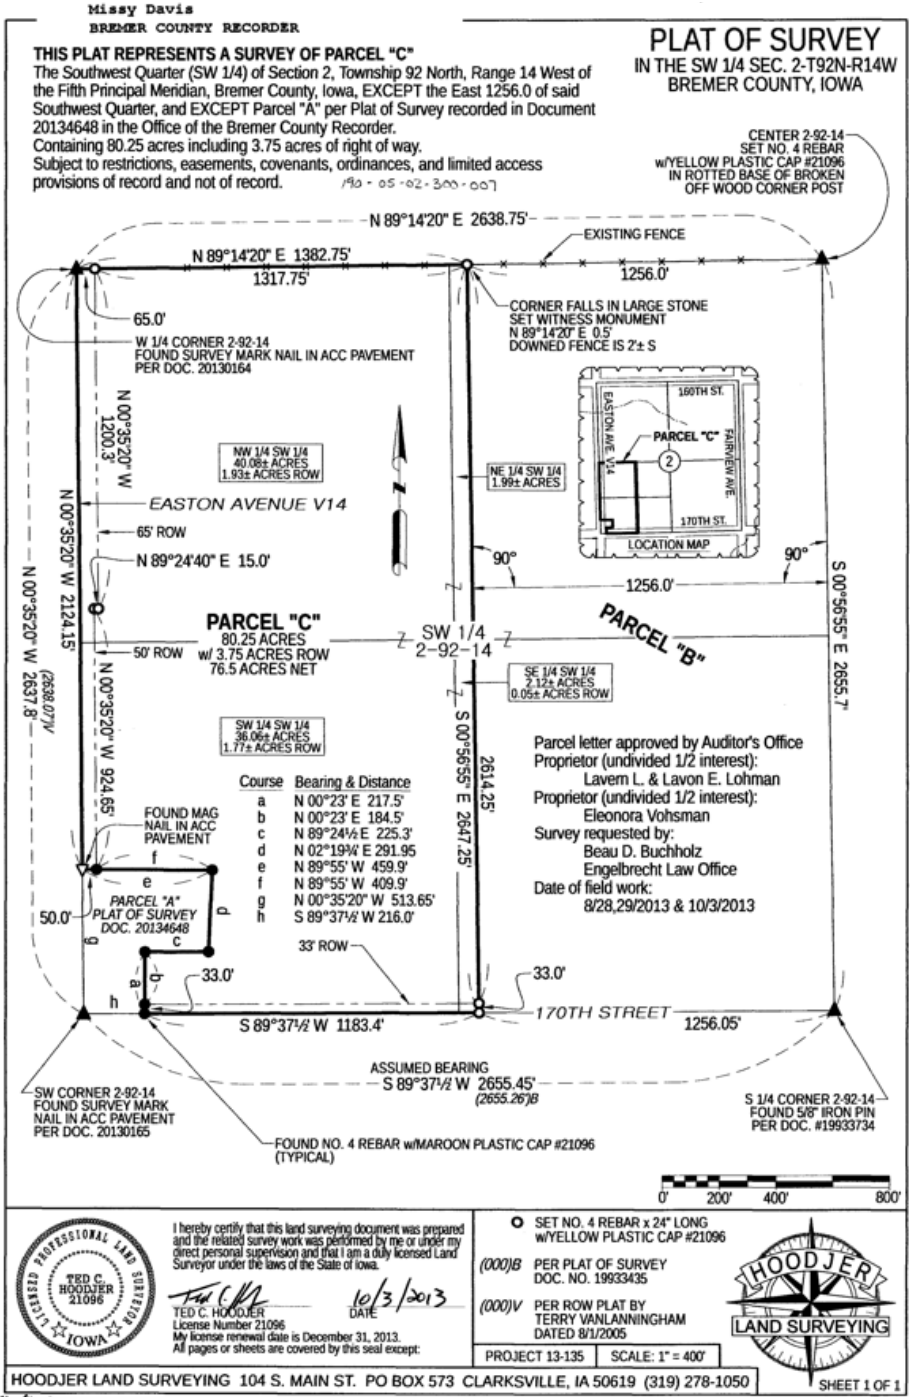 Missy Davis
BREMER COUNTY RECORDER
THIS PLAT REPRESENTS A SURVEY OF PARCEL "C"
The Southwest Quarter (SW 1/4) of Section 2, Township 92 North, Range 14 West of
the Fifth Principal Meridian, Bremer County, Iowa, EXCEPT the East 1256.0 of said
Southwest Quarter, and EXCEPT Parcel "A" per Plat of Survey recorded in Document
20134648 in the Office of the Bremer County Recorder.
Containing 80.25 acres including 3.75 acres of right of way.
Subject to restrictions, easements, covenants, ordinances, and limited access
provisions of record and not of record.
190-05-02-300-007
PLAT OF SURVEY
IN THE SW 1/4 SEC. 2-T92N-R14W
BREMER COUNTY, IOWA
CENTER 2-92-14
SET NO. 4 REBAR
w/YELLOW PLASTIC CAP #21096
IN ROTTED BASE OF BROKEN
OFF WOOD CORNER POST
N 89°14'20" E 2638.75'
EXISTING FENCE
N 89°14'20" E 1382.75'
1317.75'
1256.0'
65.0'
CORNER FALLS IN LARGE STONE
SET WITNESS MONUMENT
N 89°14'20" E 0.5'
DOWNED FENCE IS 2'± S
W 1/4 CORNER 2-92-14
FOUND SURVEY MARK NAIL IN ACC PAVEMENT
PER DOC. 20130164
N 00°35'20" W
1200.3'
160TH ST.
EASTON AVE. V14
PARCEL "C"
FAIRVIEW AVE.
2
170TH ST.
LOCATION MAP
NW 1/4 SW 1/4
40.08± ACRES
1.93± ACRES ROW
NE 1/4 SW 1/4
1.99± ACRES
N
EASTON AVENUE V14
65' ROW
N 89°24'40" E 15.0'
90°
90°
1256.0'
N 00°35'20" W 2124.15'
N 00°35'20" W 2637.8'
(2638.07')V
PARCEL "C"
80.25 ACRES
w/ 3.75 ACRES ROW
76.5 ACRES NET
50' ROW
SW 1/4
2-92-14
PARCEL "B"
S 00°56'55" E 2655.7'
SE 1/4 SW 1/4
2.12± ACRES
0.05± ACRES ROW
N 00°35'20" W 924.65'
SW 1/4 SW 1/4
36.06± ACRES
1.77± ACRES ROW
S 00°56'55" E 2647.25'
2614.25'
Parcel letter approved by Auditor's Office
Proprietor (undivided 1/2 interest):
Lavern L. & Lavon E. Lohman
Proprietor (undivided 1/2 interest):
Eleonora Vohsman
Survey requested by:
Beau D. Buchholz
Engelbrecht Law Office
Date of field work:
8/28,29/2013 & 10/3/2013
Course Bearing & Distance
a N 00°23' E 217.5'
b N 00°23' E 184.5'
c N 89°24½ E 225.3'
d N 02°19¾' E 291.95
e N 89°55' W 459.9'
f N 89°55' W 409.9'
g N 00°35'20" W 513.65'
h S 89°37½' W 216.0'
FOUND MAG
NAIL IN ACC
PAVEMENT
f
e
PARCEL "A"
PLAT OF SURVEY
DOC. 20134648
50.0'
d
c
g
b
a
h
33.0'
33' ROW
33.0'
170TH STREET
S 89°37½' W 1183.4'
1256.05'
ASSUMED BEARING
S 89°37½' W 2655.45'
(2655.26')B
SW CORNER 2-92-14
FOUND SURVEY MARK
NAIL IN ACC PAVEMENT
PER DOC. 20130165
S 1/4 CORNER 2-92-14
FOUND 5/8" IRON PIN
PER DOC. #19933734
FOUND NO. 4 REBAR w/MAROON PLASTIC CAP #21096
(TYPICAL)
0' 200' 400' 800'
LICENSED PROFESSIONAL LAND SURVEYOR
TED C.
HOODJER
21096
IOWA
I hereby certify that this land surveying document was prepared
and the related survey work was performed by me or under my
direct personal supervision and that I am a duly licensed Land
Surveyor under the laws of the State of Iowa.
10/3/2013
TED C. HOODJER DATE
License Number 21096
My license renewal date is December 31, 2013.
All pages or sheets are covered by this seal except:
SET NO. 4 REBAR x 24" LONG
w/YELLOW PLASTIC CAP #21096
(000)B PER PLAT OF SURVEY
DOC. NO. 19933435
(000)V PER ROW PLAT BY
TERRY VANLANNINGHAM
DATED 8/1/2005
PROJECT 13-135 SCALE: 1" = 400'
HOODJER
LAND SURVEYING
HOODJER LAND SURVEYING 104 S. MAIN ST. PO BOX 573 CLARKSVILLE, IA 50619 (319) 278-1050
SHEET 1 OF 1